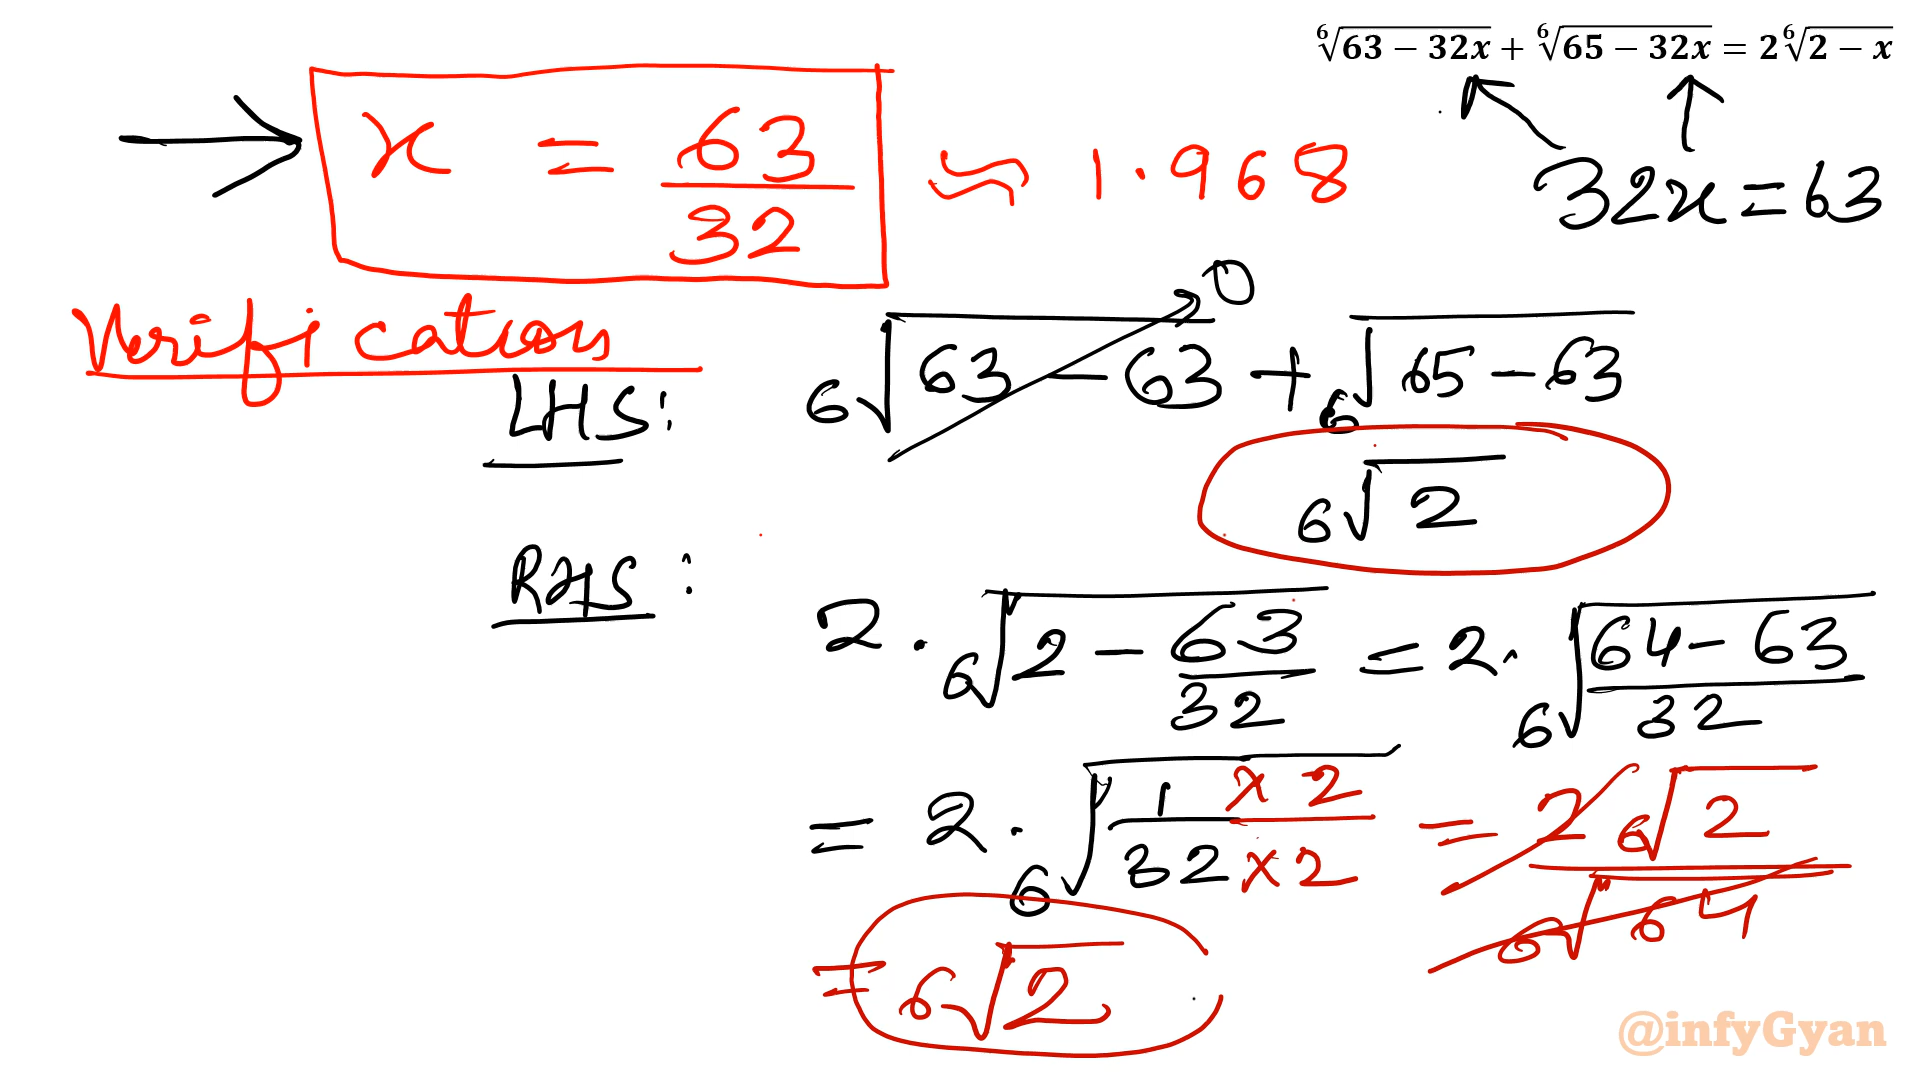 ⁶√(63 − 32x) + ⁶√(65 − 32x) = 2 ⁶√(2 − x)
x = 63/32 ≈ 1.968
32x = 63
Verification
LHS: ⁶√(63 − 63) → 0 + ⁶√(65 − 63)
⁶√2
RHS: 2 · ⁶√(2 − 63/32) = 2 · ⁶√((64 − 63)/32)
= 2 · ⁶√((1 × 2)/(32 × 2)) = 2 ⁶√2 / ⁶√64
= ⁶√2
@infyGyan